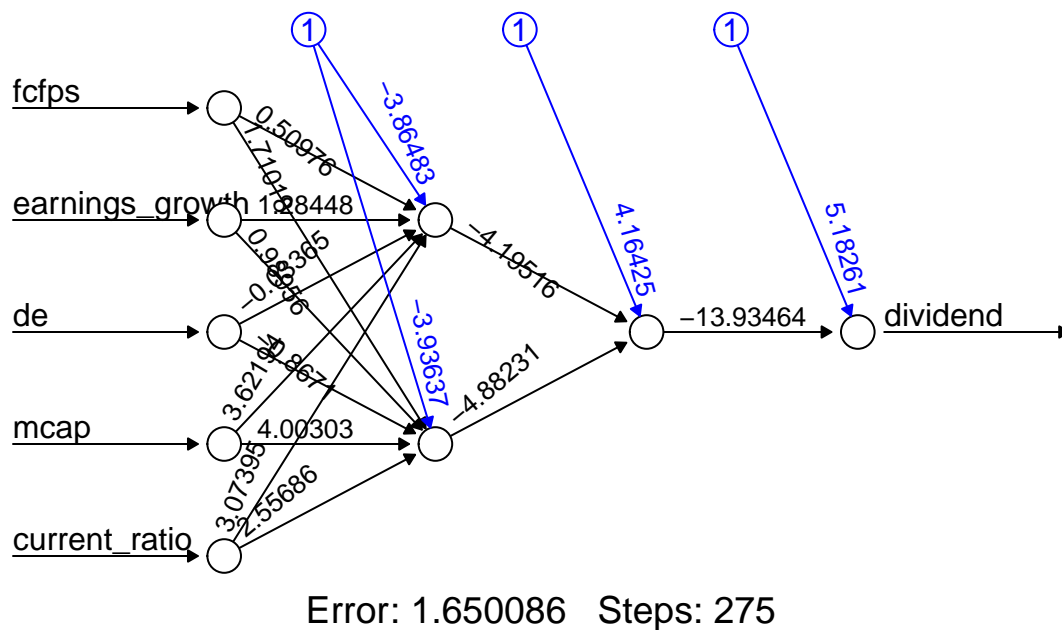 1 1 1
fcfps
0.50976
−3.86483
earnings_growth
1.28448
−4.19516
4.16425
5.18261
de
−3.93637
−13.93464
dividend
3.62194
−4.88231
mcap
4.00303
3.07395
2.55686
current_ratio
Error: 1.650086 Steps: 275